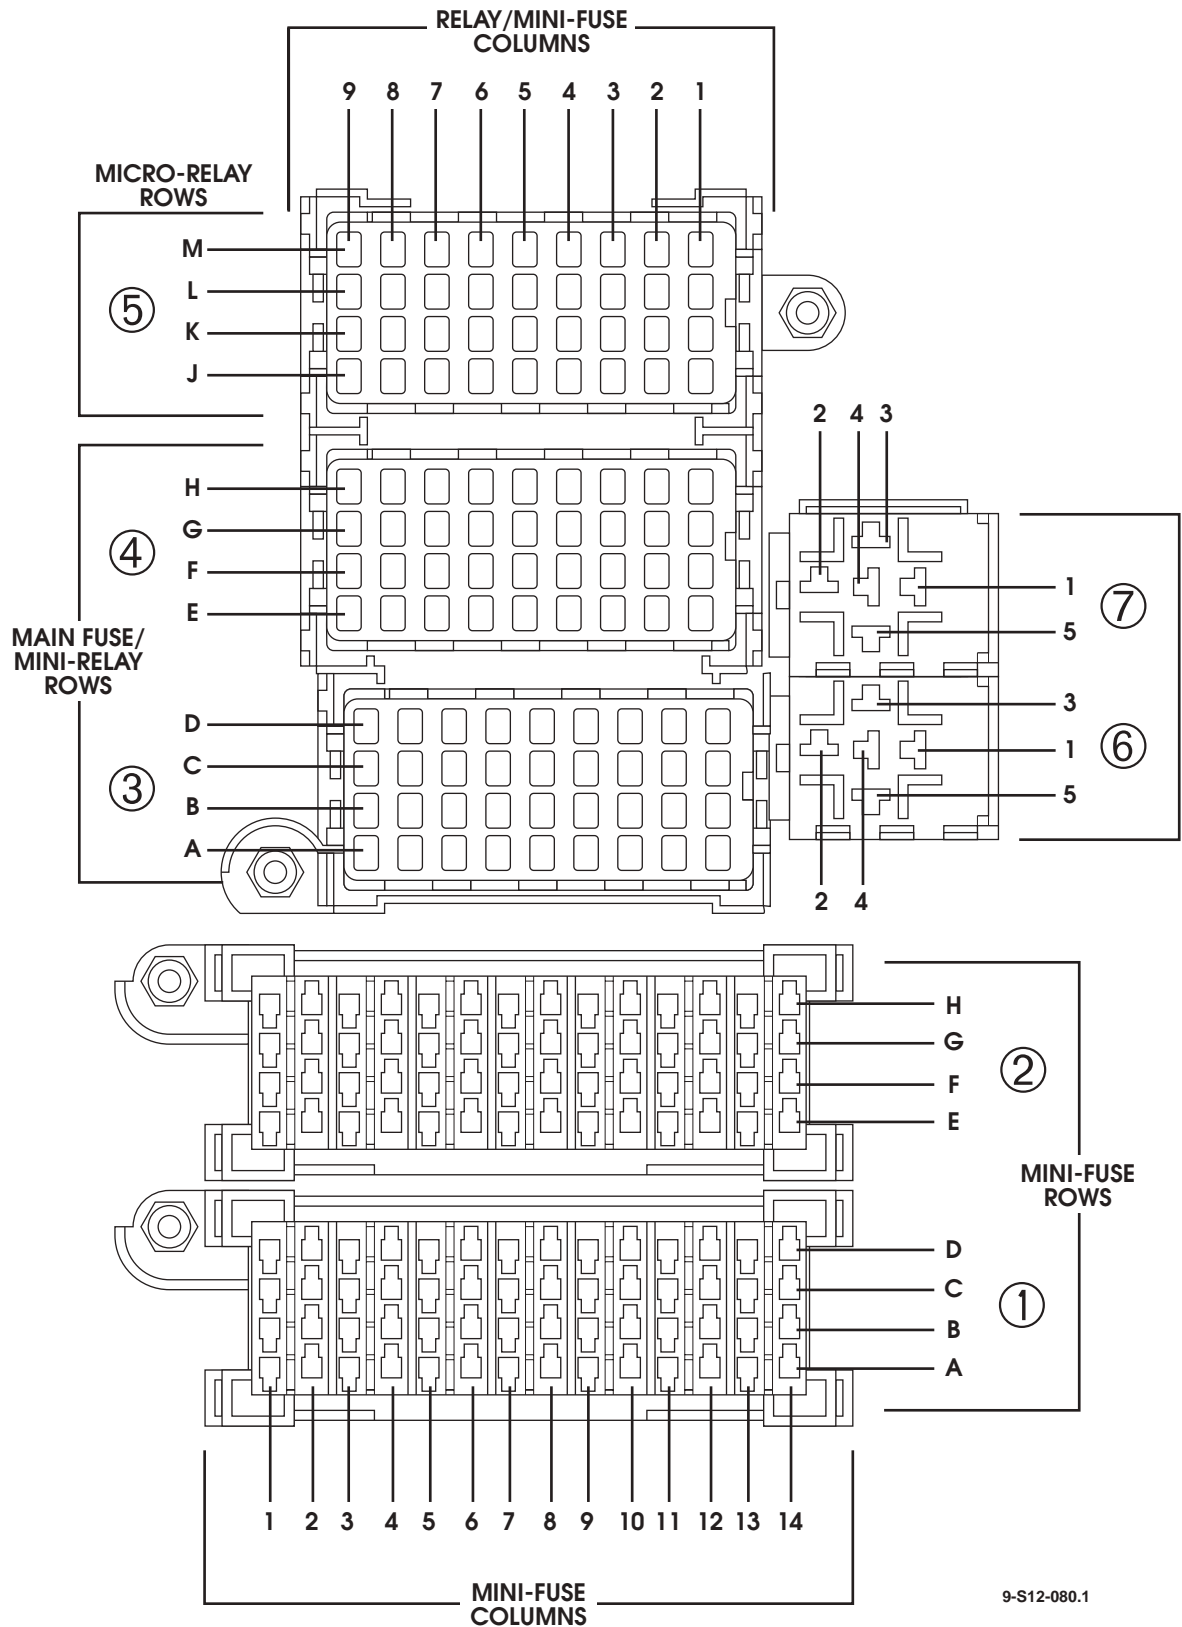 RELAY/MINI-FUSE
COLUMNS
9 8 7 6 5 4 3 2 1
MICRO-RELAY
ROWS
M
L
⑤
K
J
2 4 3
H
④
G
F
E
1
⑦
5
MAIN FUSE/
MINI-RELAY
ROWS
D
C
③
B
A
3
1
⑥
5
2 4
H
G
②
F
E
MINI-FUSE
ROWS
D
C
①
B
A
1 2 3 4 5 6 7 8 9 10 11 12 13 14
MINI-FUSE
COLUMNS
9-S12-080.1